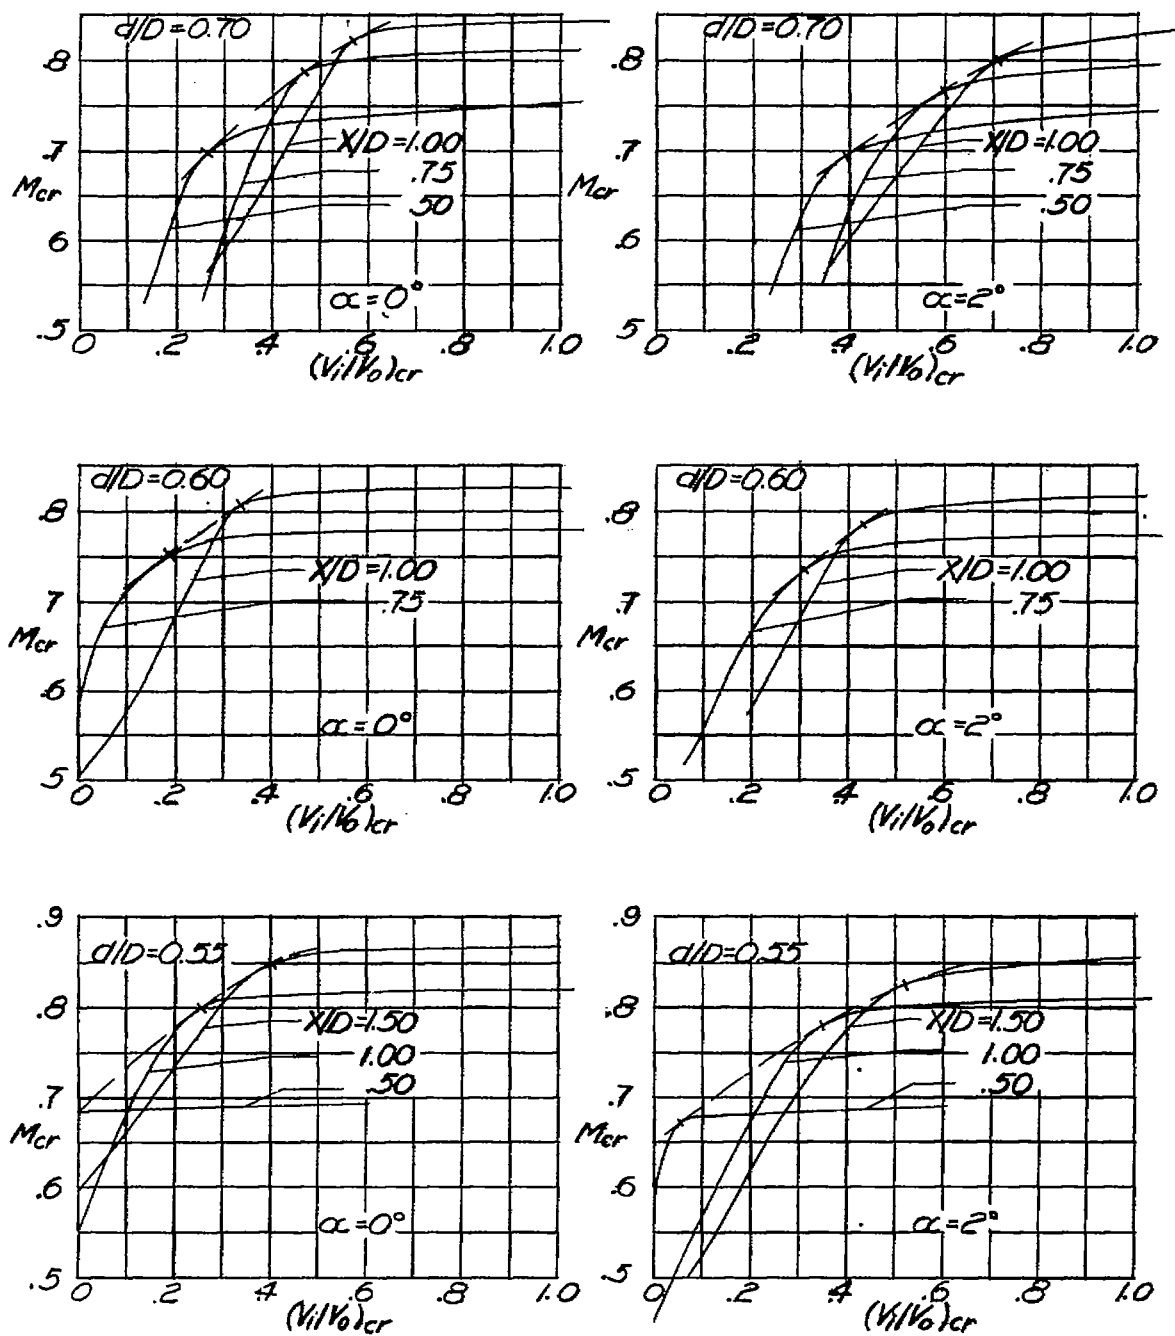 d/D=0.70
.8
.7
Mcr
.6
.5
X/D=1.00
.75
.50
α=0°
0 .2 .4 .6 .8 1.0
(Vi/Vo)cr
d/D=0.70
.8
.7
Mcr
.6
.5
X/D=1.00
.75
.50
α=2°
0 .2 .4 .6 .8 1.0
(Vi/Vo)cr
d/D=0.60
.8
.7
Mcr
.6
.5
X/D=1.00
.75
α=0°
0 .2 .4 .6 .8 1.0
(Vi/Vo)cr
d/D=0.60
.8
.7
Mcr
.6
.5
X/D=1.00
.75
α=2°
0 .2 .4 .6 .8 1.0
(Vi/Vo)cr
.9
d/D=0.55
.8
.7
Mcr
.6
.5
X/D=1.50
1.00
.50
α=0°
0 .2 .4 .6 .8 1.0
(Vi/Vo)cr
.9
d/D=0.55
.8
.7
Mcr
.6
.5
X/D=1.50
1.00
.50
α=2°
0 .2 .4 .6 .8 1.0
(Vi/Vo)cr